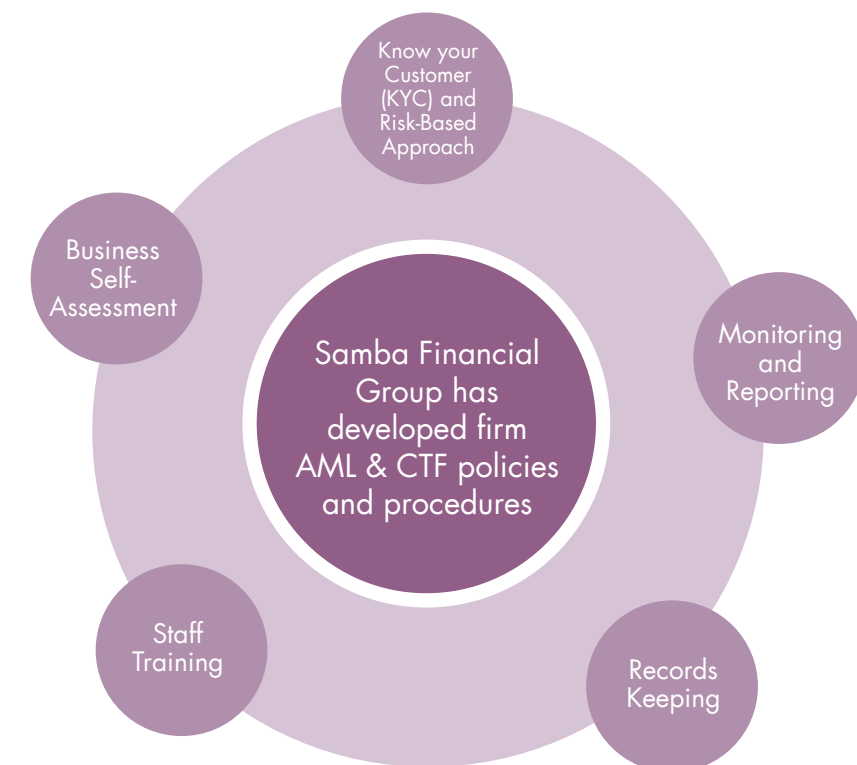 Know your
Customer
(KYC) and
Risk-Based
Approach
Business
Self-
Assessment
Monitoring
and
Reporting
Samba Financial
Group has
developed firm
AML & CTF policies
and procedures
Staff
Training
Records
Keeping